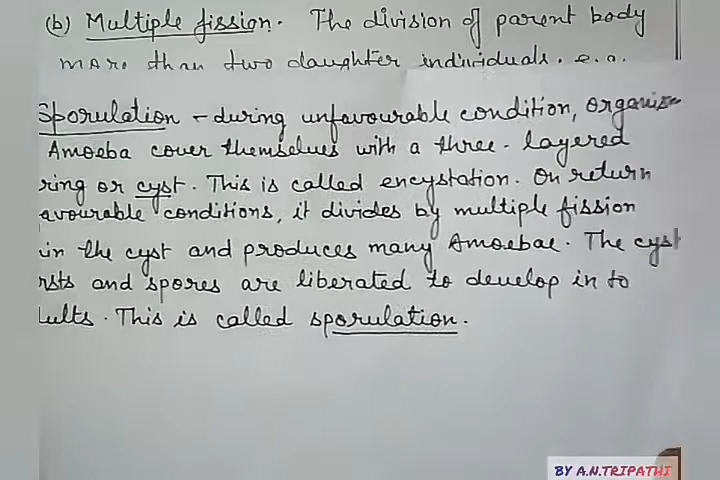 (b) Multiple fission. The division of parent body
more than two daughter individuals. e.g.
Sporulation – during unfavourable condition, organis
Amoeba cover themselves with a three-layered
ring or cyst. This is called encystation. On return
avourable conditions, it divides by multiple fission
in the cyst and produces many Amoebae. The cyst
rsts and spores are liberated to develop in to
dults. This is called sporulation.
BY A.N.TRIPATHI